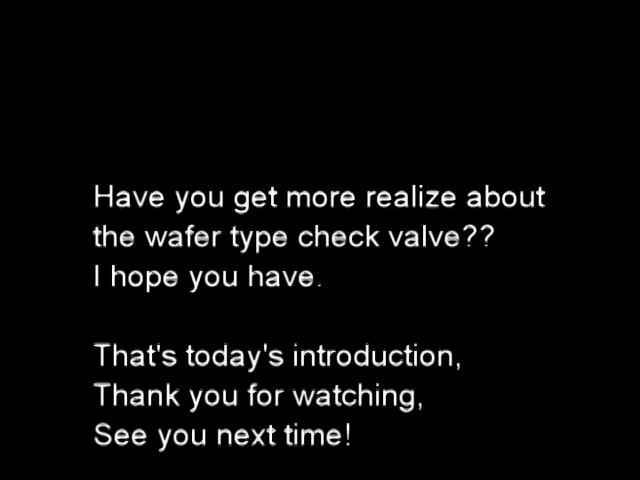 Have you get more realize about
the wafer type check valve??
I hope you have.
That's today's introduction,
Thank you for watching,
See you next time!